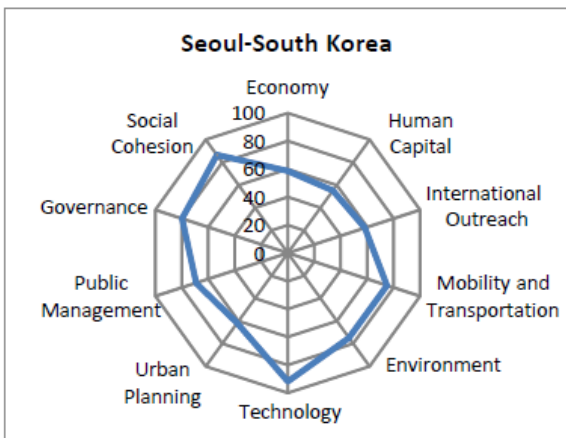 Seoul-South Korea
Economy
Human
Capital
International
Outreach
Mobility and
Transportation
Environment
Technology
Urban
Planning
Public
Management
Governance
Social
Cohesion
100
80
60
40
20
0